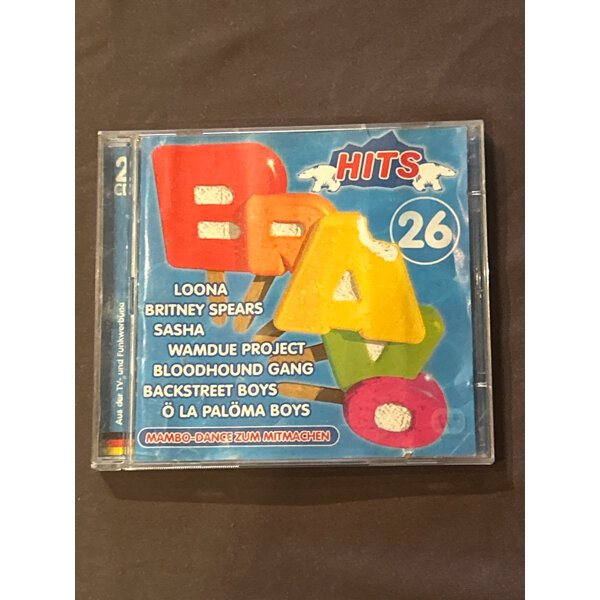 2
CD
HITS
BRAVO
26
LOONA
BRITNEY SPEARS
SASHA
WAMDUE PROJECT
BLOODHOUND GANG
BACKSTREET BOYS
Ö LA PALÖMA BOYS
MAMBO-DANCE ZUM MITMACHEN
Aus der TV- und Funkwerbung